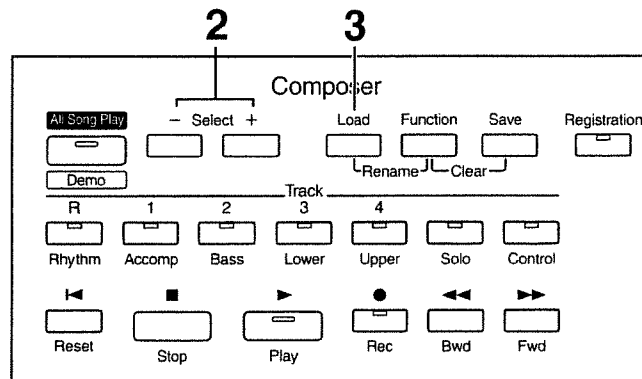 2 3
Composer
All Song Play − Select + Load Function Save Registration
Demo Rename Clear
Track
R 1 2 3 4
Rhythm Accomp Bass Lower Upper Solo Control
Reset Stop Play Rec Bwd Fwd